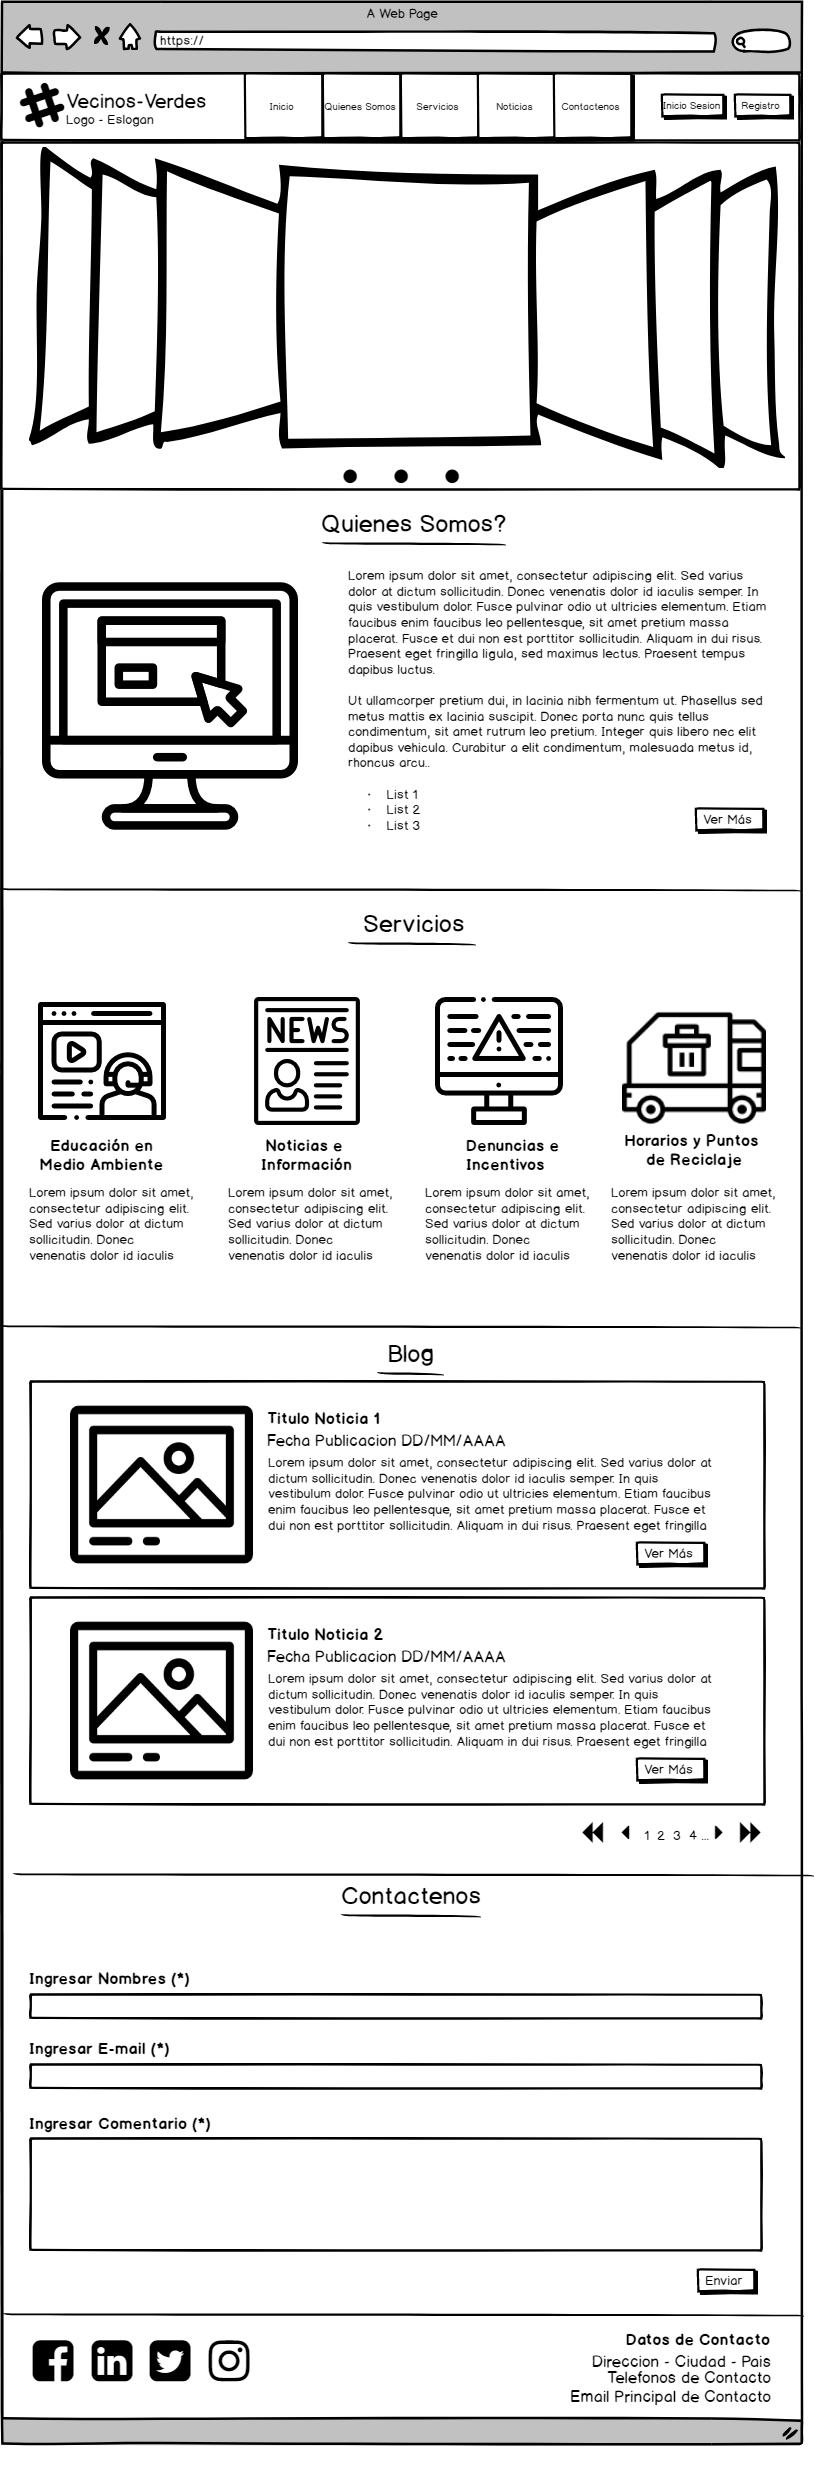 A Web Page
https://
Vecinos-Verdes
Logo - Eslogan
Inicio
Quienes Somos
Servicios
Noticias
Contactenos
Inicio Sesion
Registro
Quienes Somos?
Lorem ipsum dolor sit amet, consectetur adipiscing elit. Sed varius
dolor at dictum sollicitudin. Donec venenatis dolor id iaculis semper. In
quis vestibulum dolor. Fusce pulvinar odio ut ultricies elementum. Etiam
faucibus enim faucibus leo pellentesque, sit amet pretium massa
placerat. Fusce et dui non est porttitor sollicitudin. Aliquam in dui risus.
Praesent eget fringilla ligula, sed maximus lectus. Praesent tempus
dapibus luctus.
Ut ullamcorper pretium dui, in lacinia nibh fermentum ut. Phasellus sed
metus mattis ex lacinia suscipit. Donec porta nunc quis tellus
condimentum, sit amet rutrum leo pretium. Integer quis libero nec elit
dapibus vehicula. Curabitur a elit condimentum, malesuada metus id,
rhoncus arcu..
· List 1
· List 2
· List 3
Ver Más
Servicios
NEWS
Educación en
Medio Ambiente
Lorem ipsum dolor sit amet,
consectetur adipiscing elit.
Sed varius dolor at dictum
sollicitudin. Donec
venenatis dolor id iaculis
Noticias e
Información
Lorem ipsum dolor sit amet,
consectetur adipiscing elit.
Sed varius dolor at dictum
sollicitudin. Donec
venenatis dolor id iaculis
Denuncias e
Incentivos
Lorem ipsum dolor sit amet,
consectetur adipiscing elit.
Sed varius dolor at dictum
sollicitudin. Donec
venenatis dolor id iaculis
Horarios y Puntos
de Reciclaje
Lorem ipsum dolor sit amet,
consectetur adipiscing elit.
Sed varius dolor at dictum
sollicitudin. Donec
venenatis dolor id iaculis
Blog
Titulo Noticia 1
Fecha Publicacion DD/MM/AAAA
Lorem ipsum dolor sit amet, consectetur adipiscing elit. Sed varius dolor at
dictum sollicitudin. Donec venenatis dolor id iaculis semper. In quis
vestibulum dolor. Fusce pulvinar odio ut ultricies elementum. Etiam faucibus
enim faucibus leo pellentesque, sit amet pretium massa placerat. Fusce et
dui non est porttitor sollicitudin. Aliquam in dui risus. Praesent eget fringilla
Ver Más
Titulo Noticia 2
Fecha Publicacion DD/MM/AAAA
Lorem ipsum dolor sit amet, consectetur adipiscing elit. Sed varius dolor at
dictum sollicitudin. Donec venenatis dolor id iaculis semper. In quis
vestibulum dolor. Fusce pulvinar odio ut ultricies elementum. Etiam faucibus
enim faucibus leo pellentesque, sit amet pretium massa placerat. Fusce et
dui non est porttitor sollicitudin. Aliquam in dui risus. Praesent eget fringilla
Ver Más
1 2 3 4 ...
Contactenos
Ingresar Nombres (*)
Ingresar E-mail (*)
Ingresar Comentario (*)
Enviar
Datos de Contacto
Direccion - Ciudad - Pais
Telefonos de Contacto
Email Principal de Contacto